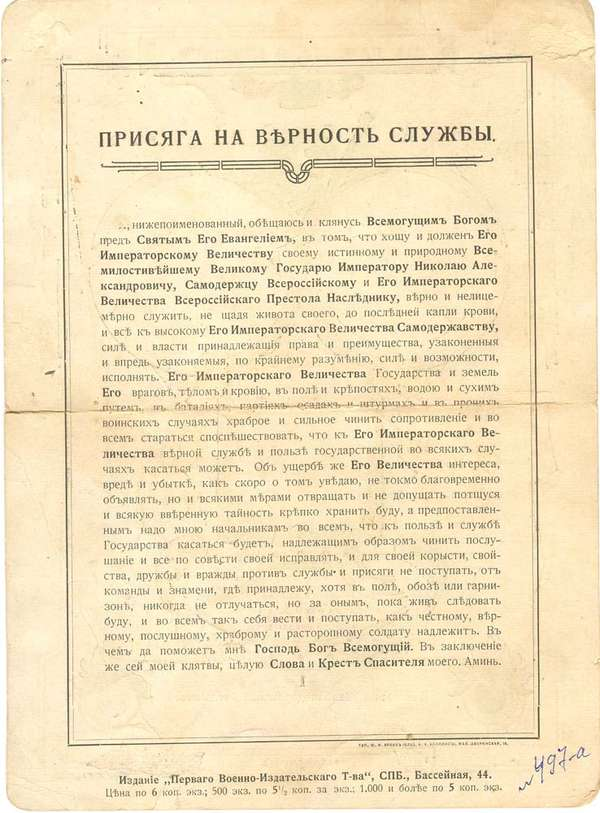 ПРИСЯГА НА ВѢРНОСТЬ СЛУЖБЫ.
нижепоименованный, обѣщаюсь и клянусь Всемогущимъ Богомъ
предъ Святымъ Его Евангеліемъ, въ томъ, что хощу и долженъ Его
Императорскому Величеству своему истинному и природному Все-
милостивѣйшему Великому Государю Императору Николаю Але-
ксандровичу, Самодержцу Всероссійскому и Его Императорскаго
Величества Всероссійскаго Престола Наслѣднику, вѣрно и нелице-
мѣрно служить, не щадя живота своего, до послѣдней капли крови,
и всѣ къ высокому Его Императорскаго Величества Самодержавству,
силѣ и власти принадлежащія права и преимущества, узаконенныя
и впредь узаконяемыя, по крайнему разумѣнію, силѣ и возможности,
исполнять. Его Императорскаго Величества Государства и земель
Его враговъ, тѣломъ и кровію, въ полѣ и крѣпостяхъ, водою и сухимъ
путемъ, въ баталіяхъ, партіяхъ, осадахъ и штурмахъ и въ прочихъ
воинскихъ случаяхъ храброе и сильное чинить сопротивленіе и во
всемъ стараться споспѣшествовать, что къ Его Императорскаго Ве-
личества вѣрной службѣ и пользѣ государственной во всякихъ слу-
чаяхъ касаться можетъ. Объ ущербѣ же Его Величества интереса,
вредѣ и убыткѣ, какъ скоро о томъ увѣдаю, не токмо благовременно
объявлять, но и всякими мѣрами отвращать и не допущать потщуся
и всякую ввѣренную тайность крѣпко хранить буду, а предоставлен-
нымъ надо мною начальникамъ во всемъ, что къ пользѣ и службѣ
Государства касаться будетъ, надлежащимъ образомъ чинить послу-
шаніе и все по совѣсти своей исправлять, и для своей корысти, свой-
ства, дружбы и вражды противъ службы и присяги не поступать, отъ
команды и знамени, гдѣ принадлежу, хотя въ полѣ, обозѣ или гарни-
зонѣ, никогда не отлучаться, но за онымъ, пока живъ, слѣдовать
буду, и во всемъ такъ себя вести и поступать, какъ честному, вѣр-
ному, послушному, храброму и расторопному солдату надлежитъ. Въ
чемъ да поможетъ мнѣ Господь Богъ Всемогущій. Въ заключеніе
же сей моей клятвы, цѣлую Слова и Крестъ Спасителя моего. Аминь.
Изданіе „Перваго Военно-Издательскаго Т-ва“, СПБ., Бассейная, 44.
Цѣна по 6 коп. экз.; 500 экз. по 5½ коп. за экз.; 1.000 и болѣе по 5 коп. экз.
№497-а